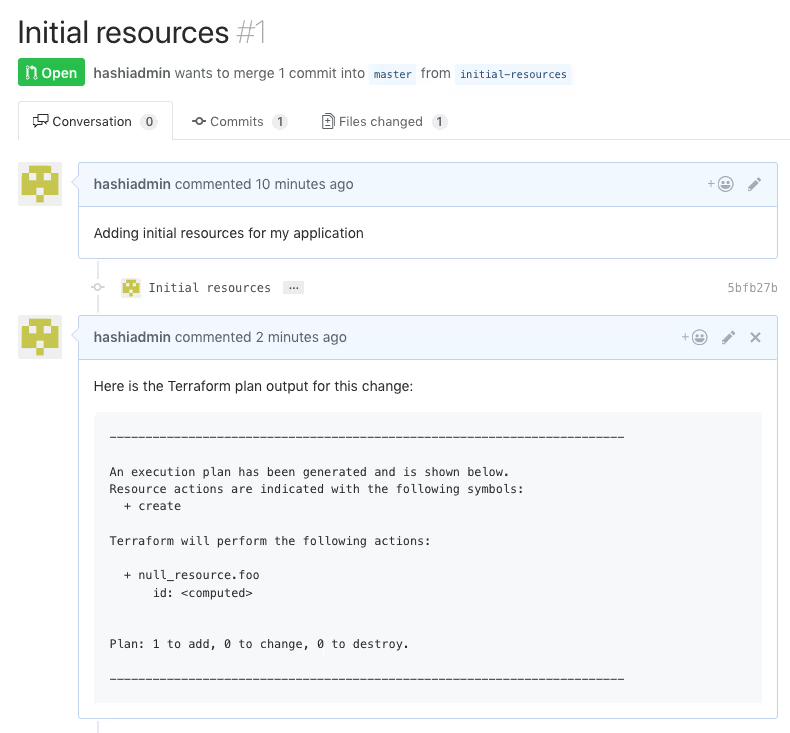 Initial resources #1
Open hashiadmin wants to merge 1 commit into master from initial-resources
Conversation 0 Commits 1 Files changed 1
hashiadmin commented 10 minutes ago
Adding initial resources for my application
Initial resources ... 5bfb27b
hashiadmin commented 2 minutes ago
Here is the Terraform plan output for this change:
------------------------------------------------------------------------
An execution plan has been generated and is shown below.
Resource actions are indicated with the following symbols:
+ create
Terraform will perform the following actions:
+ null_resource.foo
id: <computed>
Plan: 1 to add, 0 to change, 0 to destroy.
------------------------------------------------------------------------